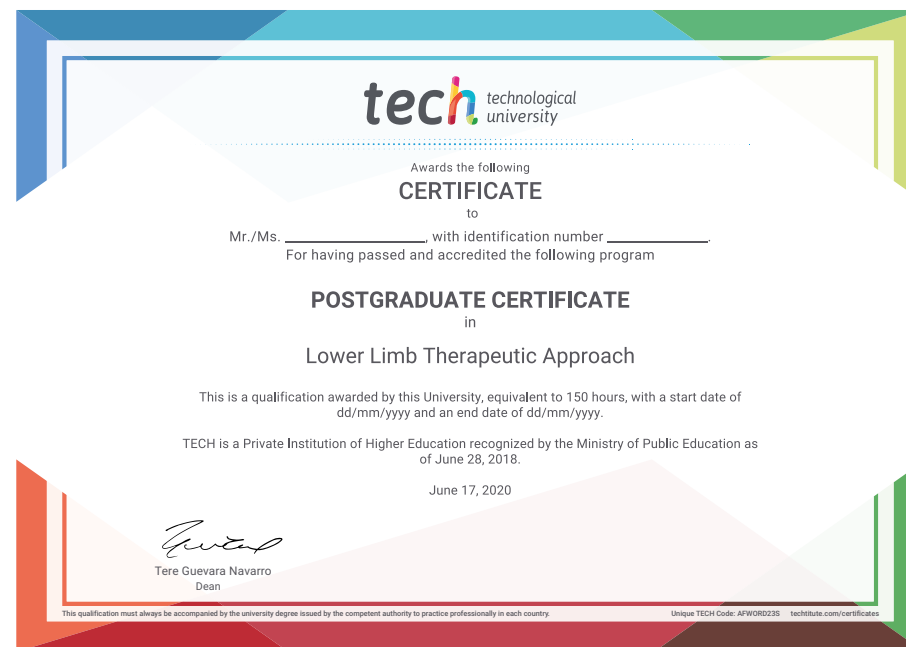 tech technological
university
Awards the following
CERTIFICATE
to
Mr./Ms. ____________________, with identification number ______________.
For having passed and accredited the following program
POSTGRADUATE CERTIFICATE
in
Lower Limb Therapeutic Approach
This is a qualification awarded by this University, equivalent to 150 hours, with a start date of
dd/mm/yyyy and an end date of dd/mm/yyyy.
TECH is a Private Institution of Higher Education recognized by the Ministry of Public Education as
of June 28, 2018.
June 17, 2020
Tere Guevara Navarro
Dean
This qualification must always be accompanied by the university degree issued by the competent authority to practice professionally in each country. Unique TECH Code: AFWORD23S techtitute.com/certificates